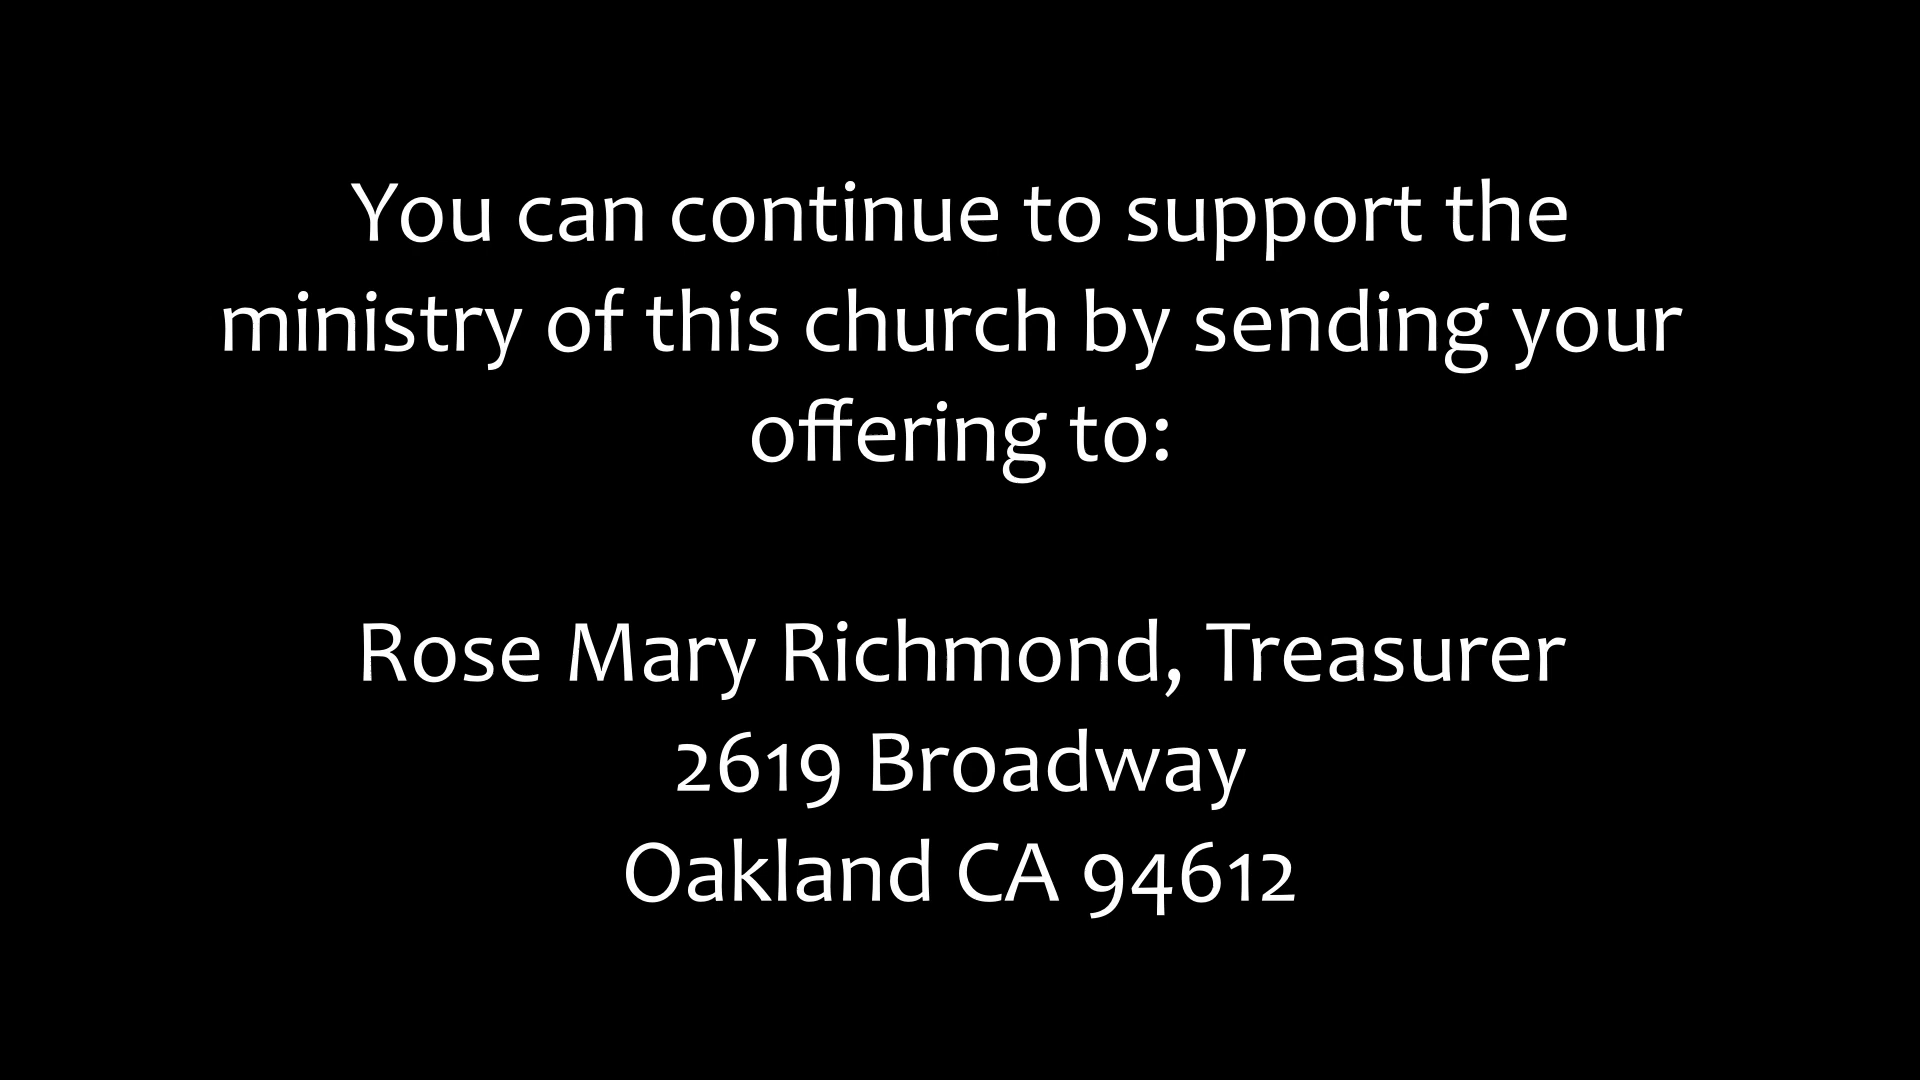 You can continue to support the
ministry of this church by sending your
offering to:
Rose Mary Richmond, Treasurer
2619 Broadway
Oakland CA 94612